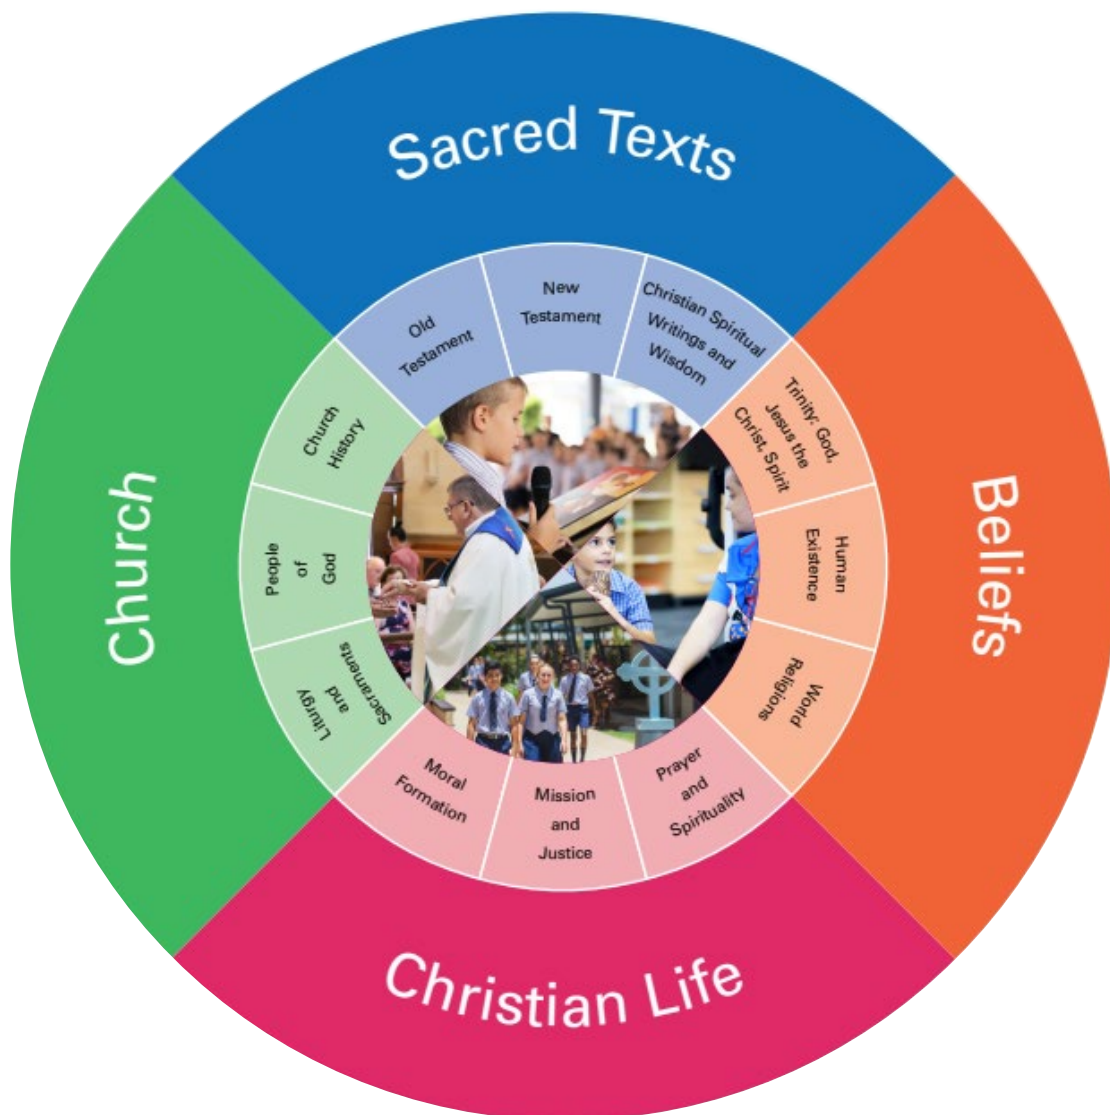 Sacred Texts
Old
Testament
New
Testament
Christian Spiritual
Writings and
Wisdom
Beliefs
Trinity: God,
Jesus the
Christ, Spirit
Human
Existence
World
Religions
Christian Life
Prayer
and
Spirituality
Mission
and
Justice
Moral
Formation
Church
Liturgy
and
Sacraments
People
of
God
Church
History